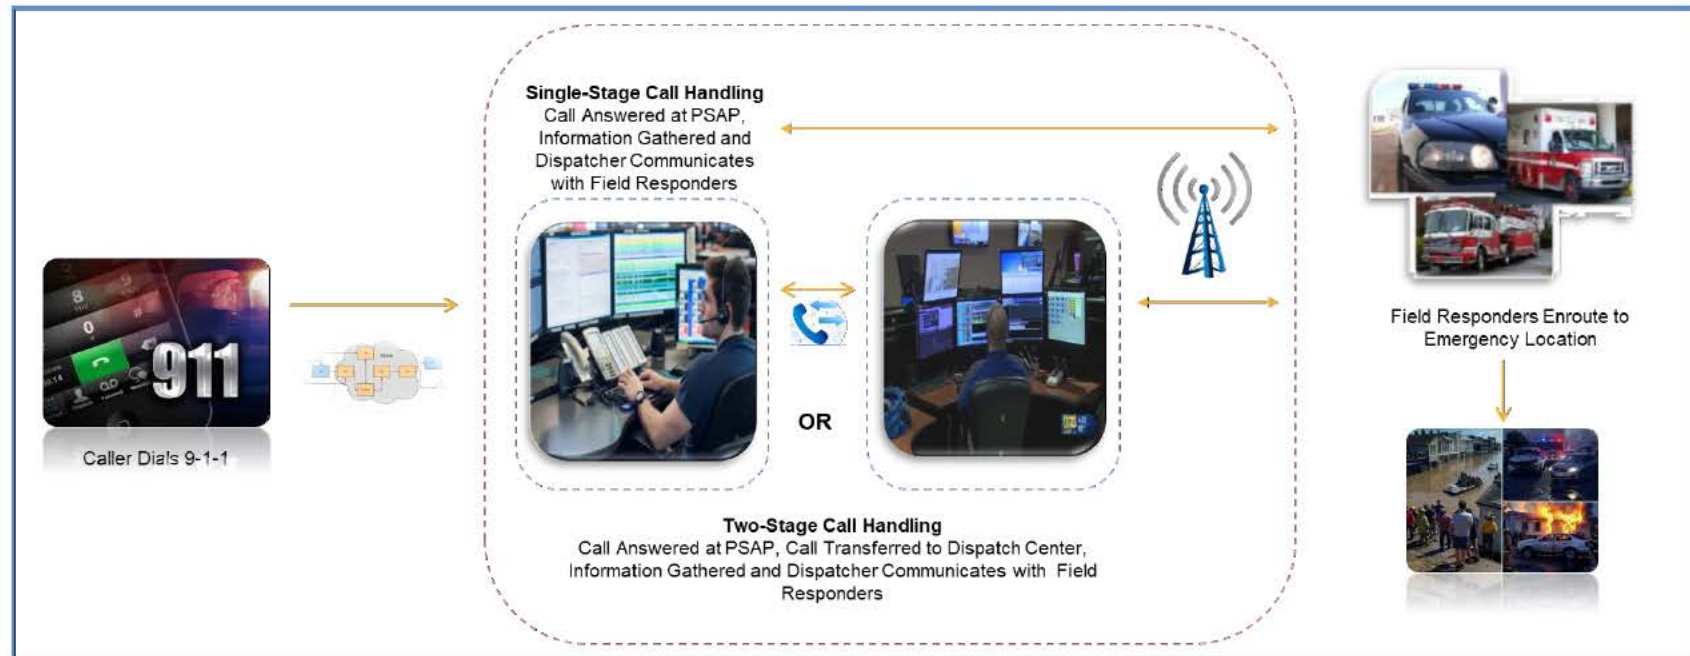 Single-Stage Call Handling
Call Answered at PSAP,
Information Gathered and
Dispatcher Communicates
with Field Responders
8
0
#
911
Caller Dials 9-1-1
OR
Two-Stage Call Handling
Call Answered at PSAP, Call Transferred to Dispatch Center,
Information Gathered and Dispatcher Communicates with Field
Responders
Field Responders Enroute to
Emergency Location